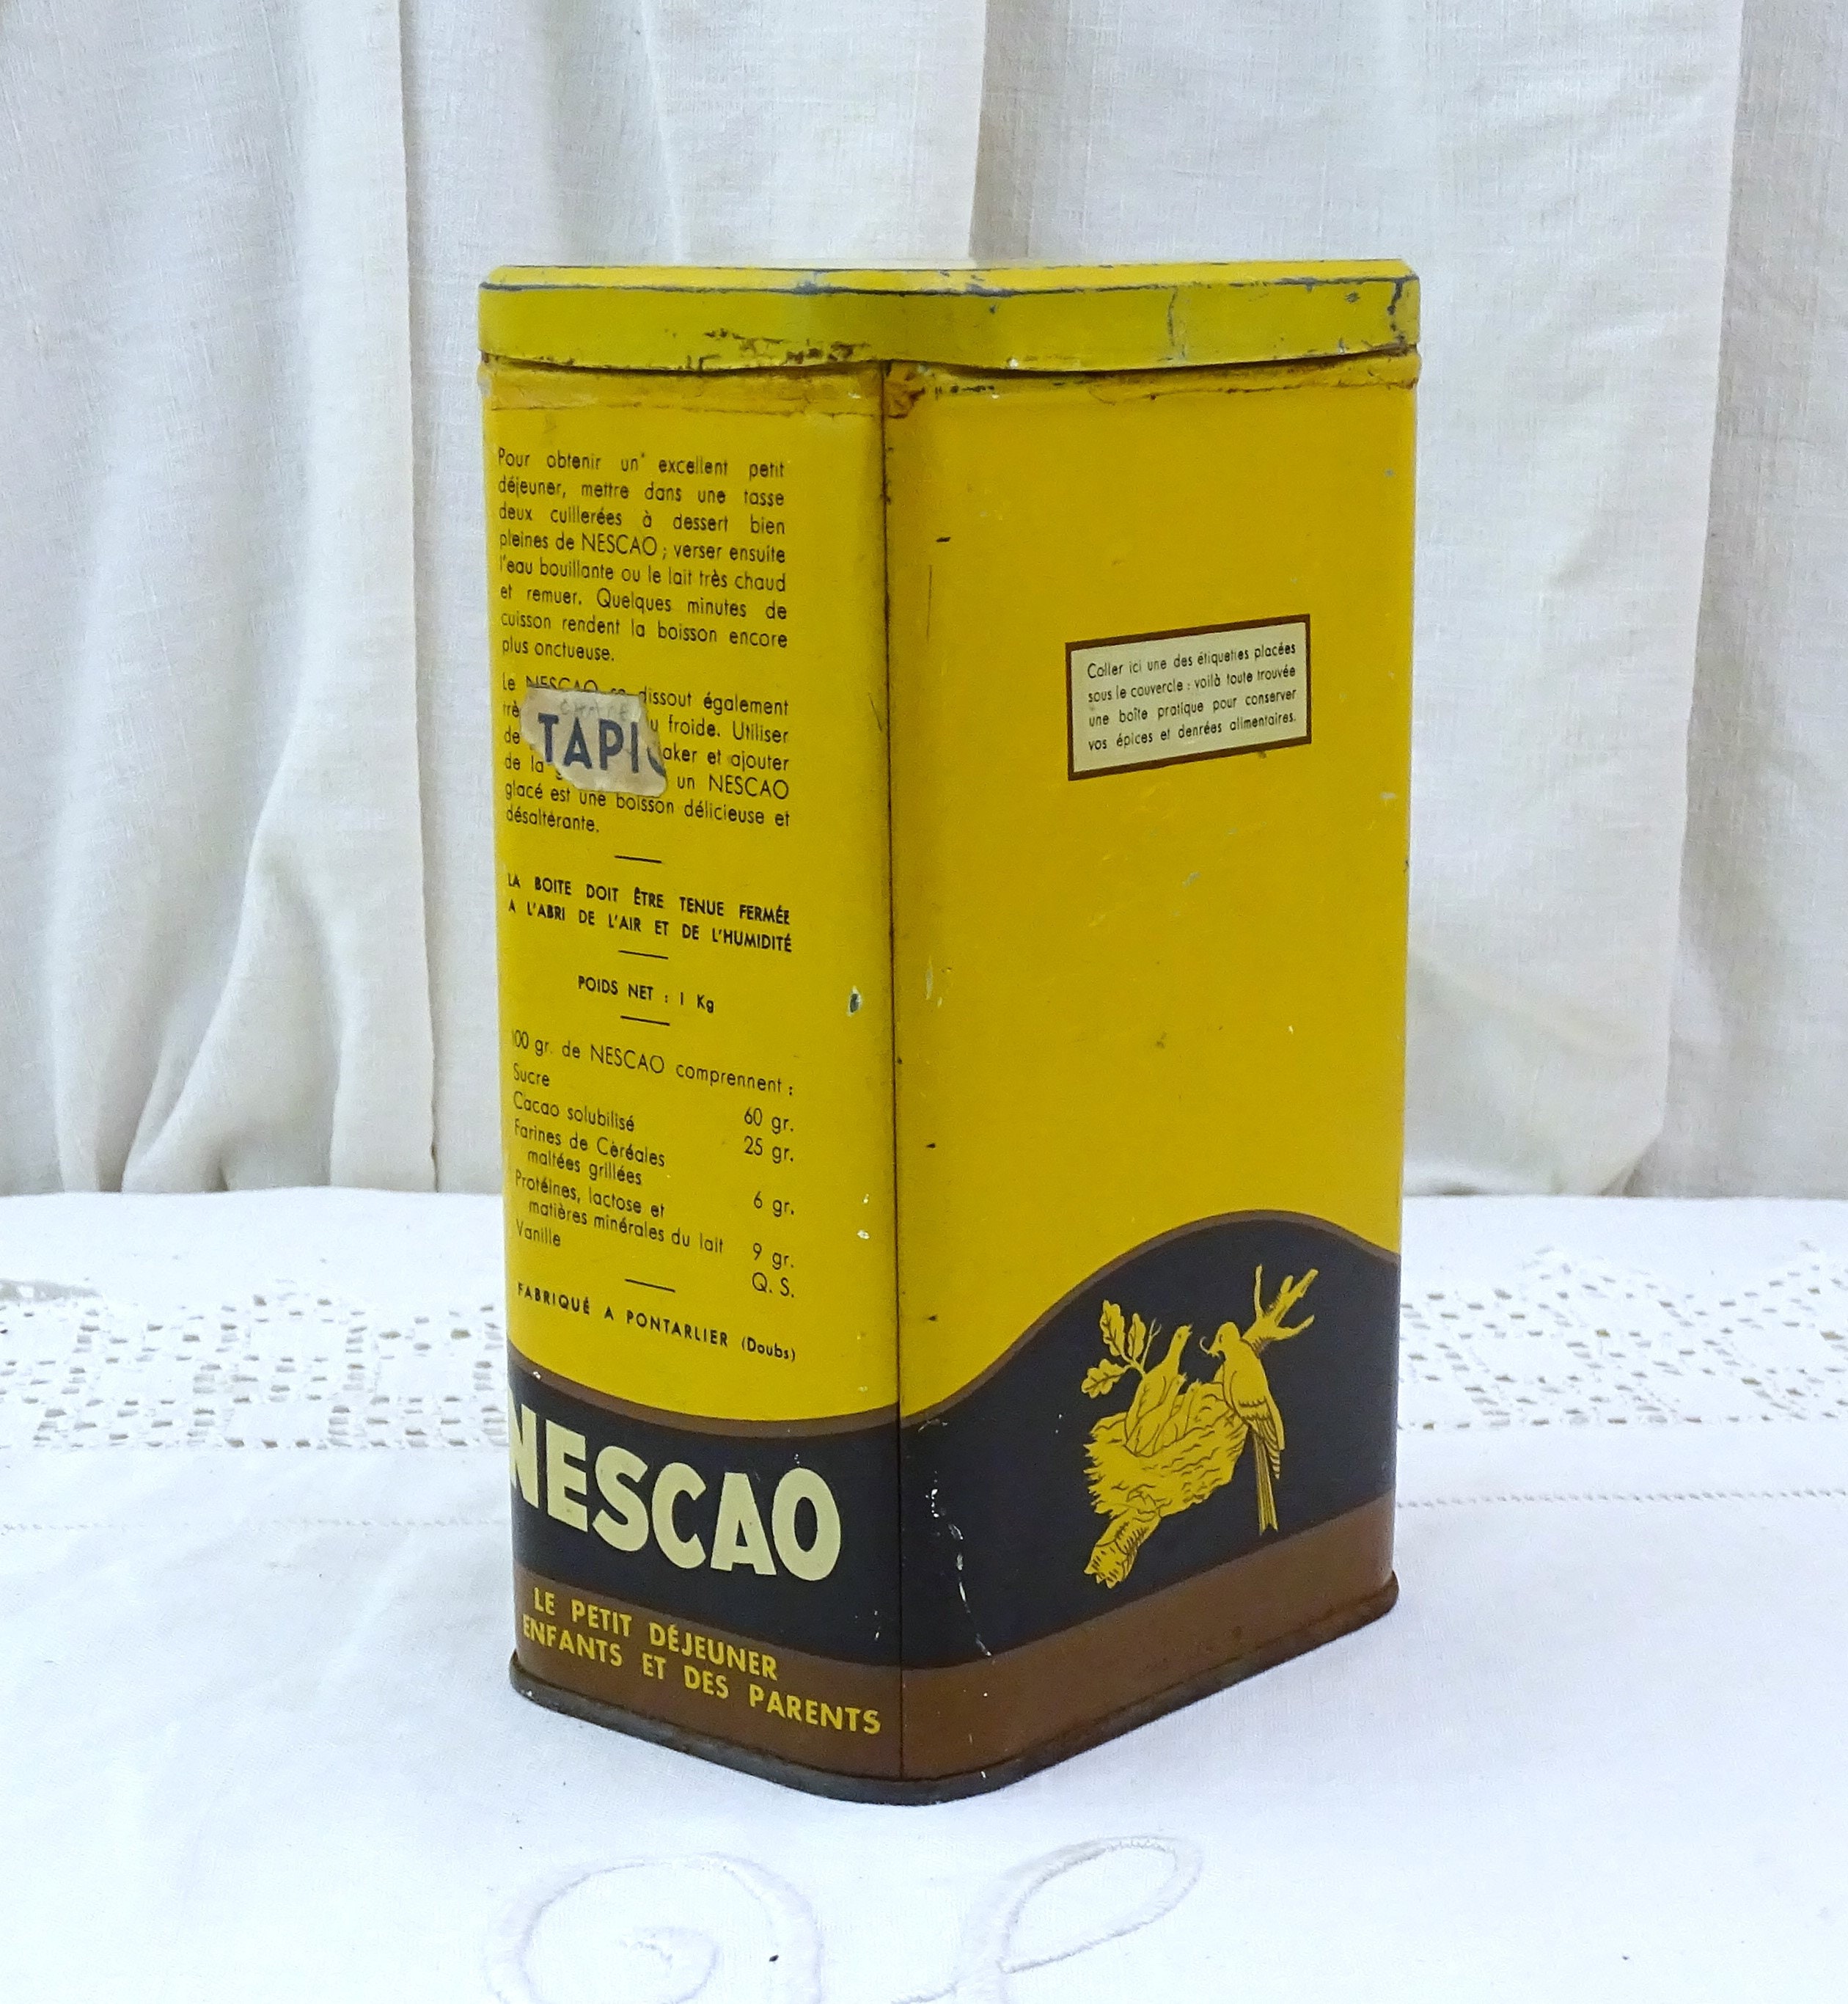 Pour obtenir un excellent petit
déjeuner, mettre dans une tasse
deux cuillerées à dessert bien
pleines de NESCAO ; verser ensuite
l'eau bouillante ou le lait très chaud
et remuer. Quelques minutes de
cuisson rendent la boisson encore
plus onctueuse.
Le NESCAO se dissout également
froide. Utiliser
de et ajouter
de la un NESCAO
glacé est une boisson délicieuse et
désaltérante.
TAPI
LA BOITE DOIT ÊTRE TENUE FERMÉE
A L'ABRI DE L'AIR ET DE L'HUMIDITÉ
POIDS NET : 1 Kg
100 gr. de NESCAO comprennent :
Sucre 60 gr.
Cacao solubilisé 25 gr.
Farines de Céréales
maltées grillées 6 gr.
Protéines, lactose et
matières minérales du lait 9 gr.
Vanille Q. S.
FABRIQUÉ A PONTARLIER (Doubs)
NESCAO
LE PETIT DÉJEUNER
ENFANTS ET DES PARENTS
Coller ici une des étiquettes placées
sous le couvercle : voilà toute trouvée
une boîte pratique pour conserver
vos épices et denrées alimentaires.